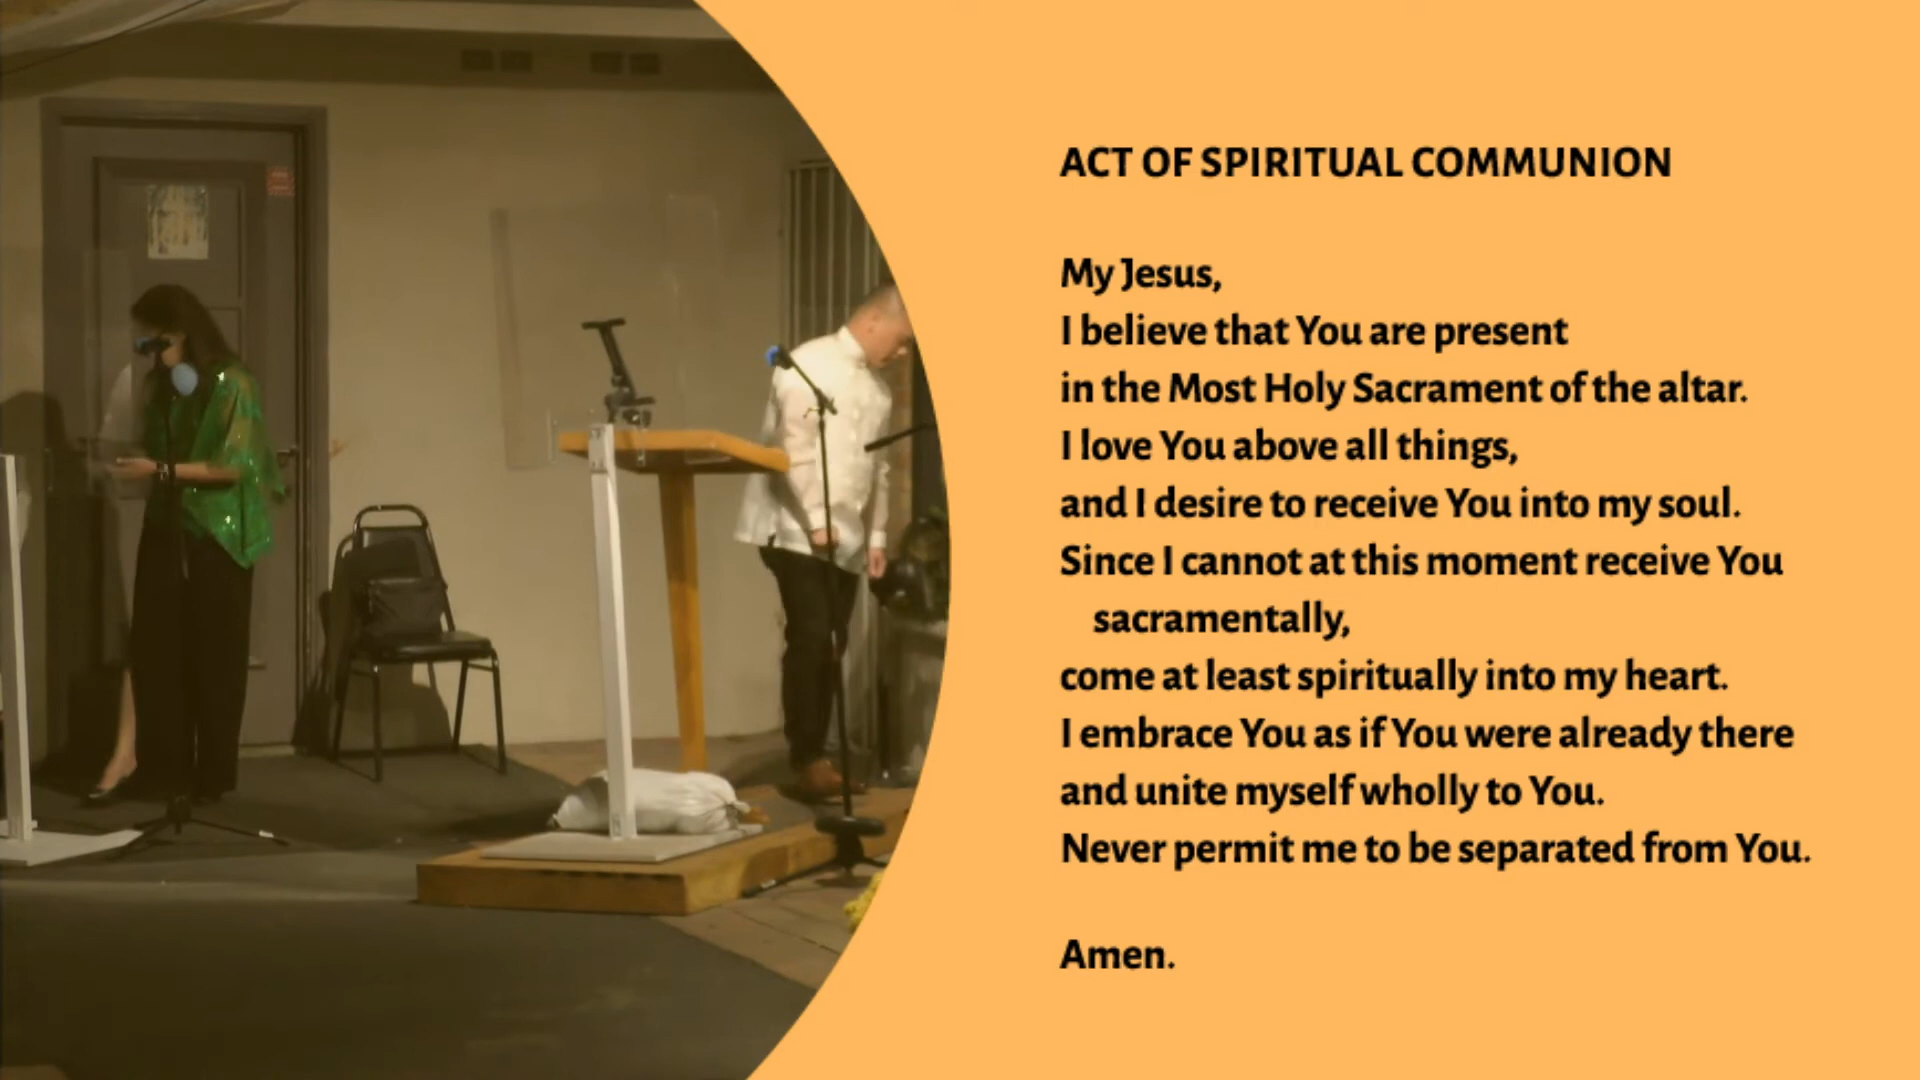 ACT OF SPIRITUAL COMMUNION
My Jesus,
I believe that You are present
in the Most Holy Sacrament of the altar.
I love You above all things,
and I desire to receive You into my soul.
Since I cannot at this moment receive You
sacramentally,
come at least spiritually into my heart.
I embrace You as if You were already there
and unite myself wholly to You.
Never permit me to be separated from You.
Amen.